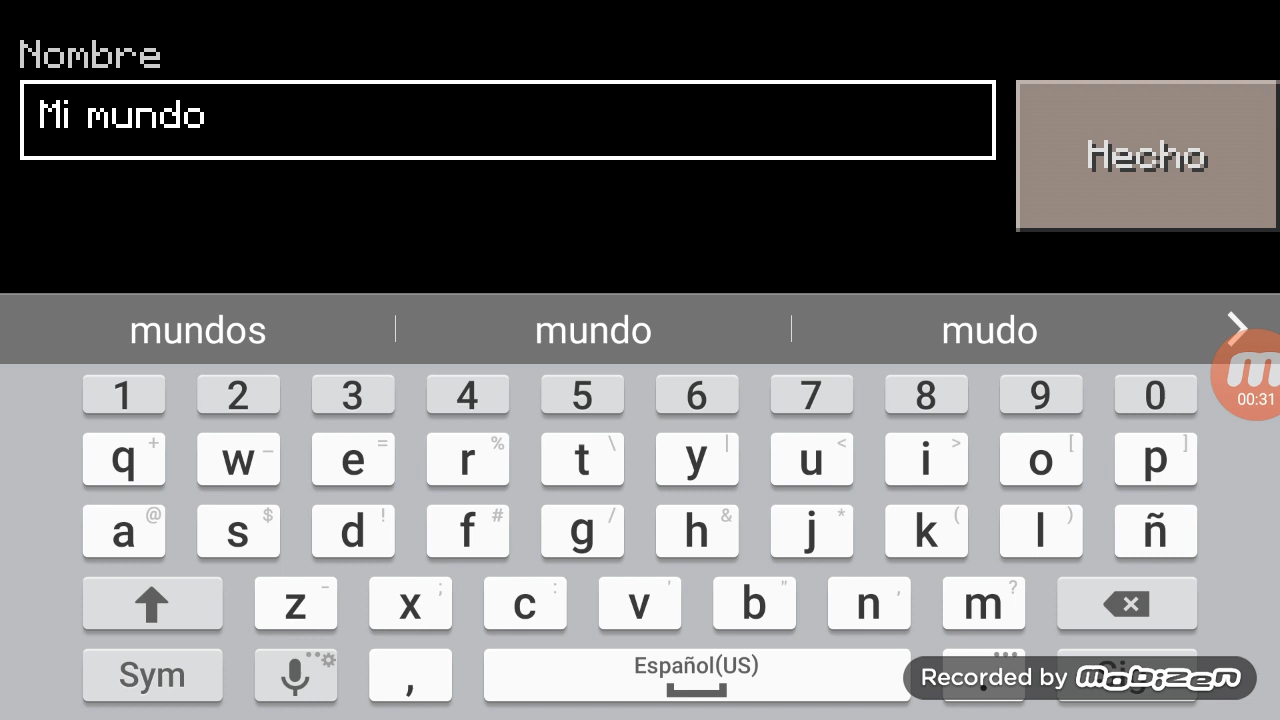 Nombre
Mi mundo
Hecho
mundos mundo mudo
1 2 3 4 5 6 7 8 9 0
q + w _ e = r % t \ y | u < i > o [ p ]
a @ s $ d ! f # g / h & j * k ( l ) ñ
z - x ; c : v ' b " n , m ?
Sym , Español(US) .
m
00:31
Recorded by mobizen